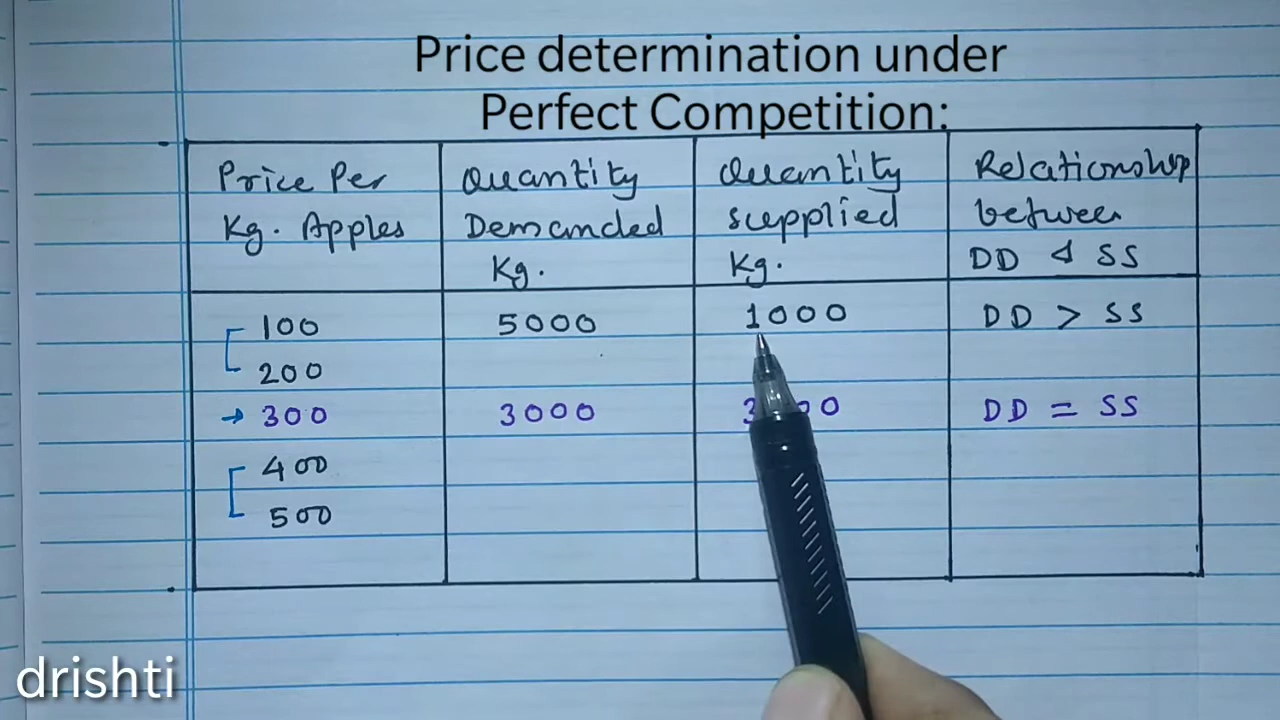 Price determination under
Perfect Competition:
Price Per
Kg. Apples
Quantity
Demanded
Kg.
Quantity
supplied
Kg.
Relationship
between
DD & SS
100 5000 1000 DD > SS
200
→ 300 3000 DD = SS
400
500
drishti